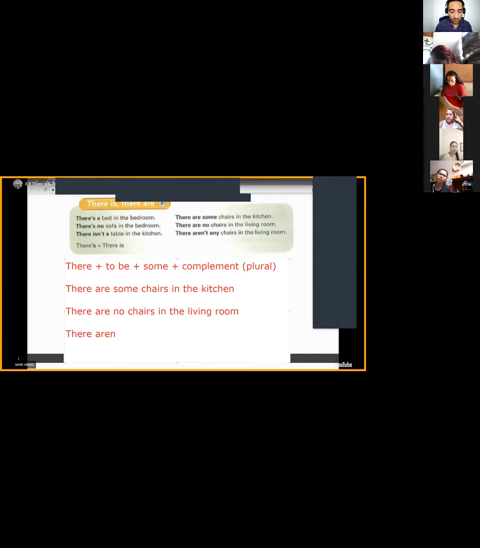 There is, there are
There's a bed in the bedroom.
There's no sofa in the bedroom.
There isn't a table in the kitchen.
There's = There is
There are some chairs in the kitchen.
There are no chairs in the living room.
There aren't any chairs in the living room.
There + to be + some + complement (plural)
There are some chairs in the kitchen
There are no chairs in the living room
There aren